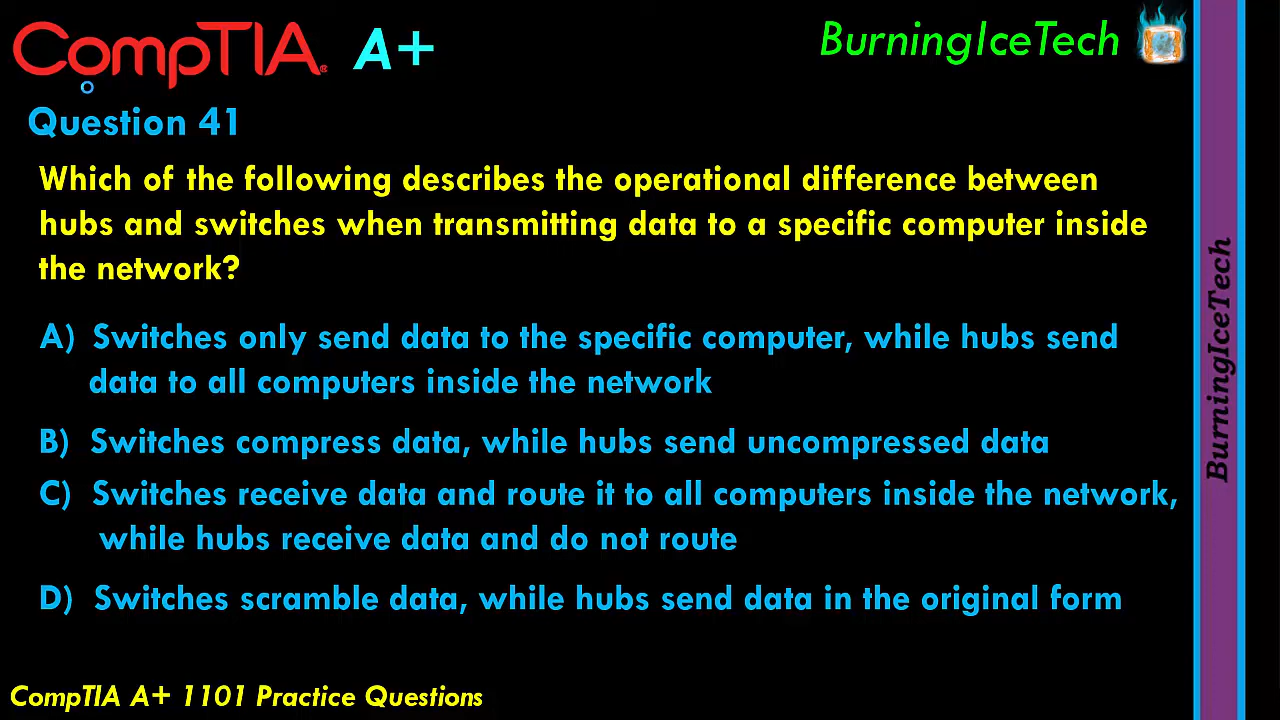 CompTIA® A+
BurningIceTech
Question 41
Which of the following describes the operational difference between
hubs and switches when transmitting data to a specific computer inside
the network?
A) Switches only send data to the specific computer, while hubs send
data to all computers inside the network
B) Switches compress data, while hubs send uncompressed data
C) Switches receive data and route it to all computers inside the network,
while hubs receive data and do not route
D) Switches scramble data, while hubs send data in the original form
CompTIA A+ 1101 Practice Questions
BurningIceTech